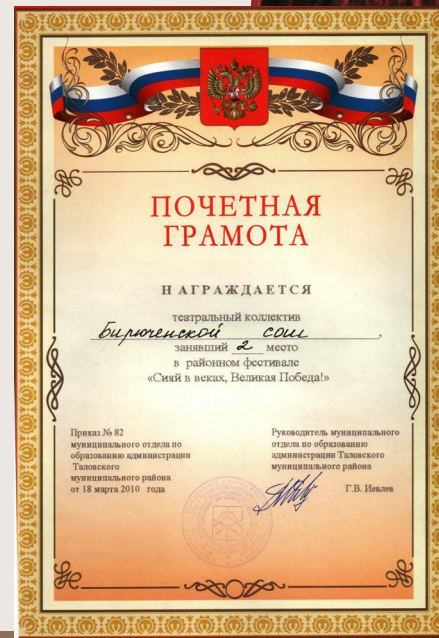 ПОЧЕТНАЯ
ГРАМОТА
НАГРАЖДАЕТСЯ
театральный коллектив
Бирюченской сош,
занявший 2 место
в районном фестивале
«Сияй в веках, Великая Победа!»
Приказ № 82
муниципального отдела по
образованию администрации
Таловского
муниципального района
от 18 марта 2010 года
Руководитель муниципального
отдела по образованию
администрации Таловского
муниципального района
Г.В. Иевлев